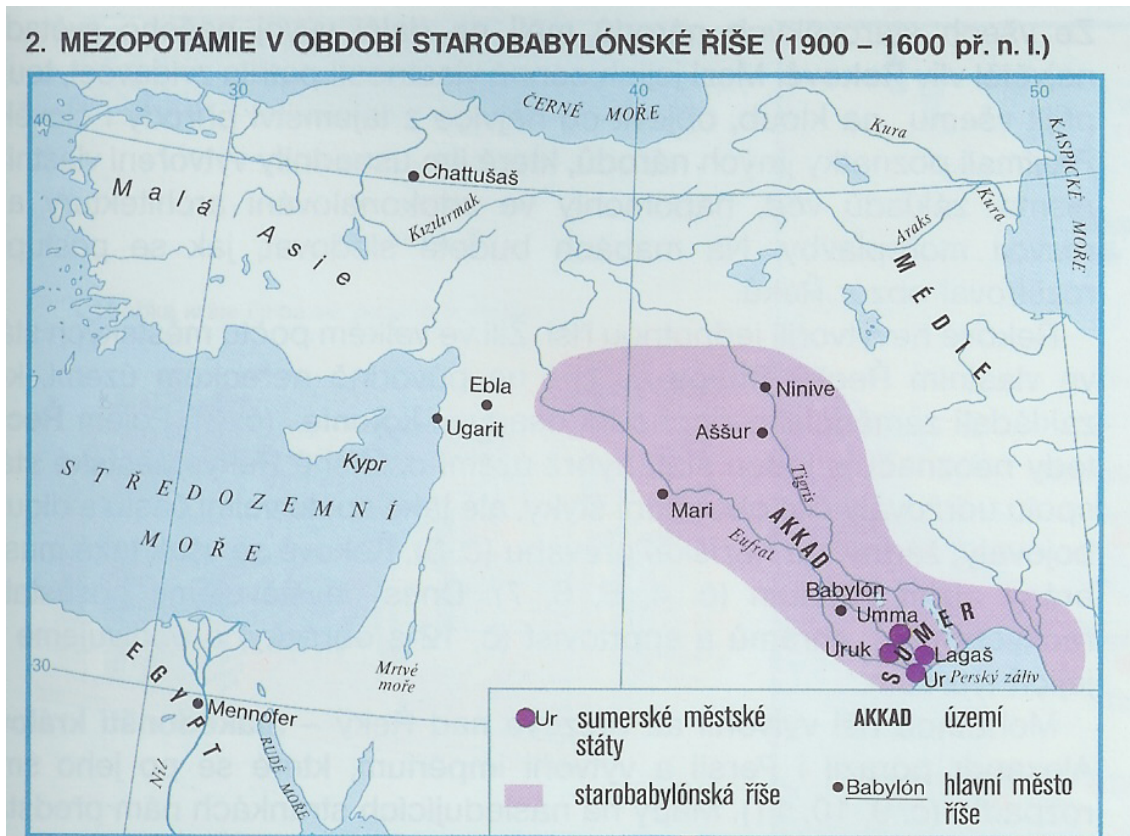 2. MEZOPOTÁMIE V OBDOBÍ STAROBABYLÓNSKÉ ŘÍŠE (1900 – 1600 př. n. l.)
30
40
50
40
ČERNÉ MOŘE
Kura
KASPICKÉ MOŘE
Malá Asie
Chattušaš
Kızılırmak
Araks
Kura
MÉDIE
Ebla
Ugarit
Kypr
Ninive
Aššur
STŘEDOZEMNÍ
MOŘE
Tigris
Mari
AKKAD
Eufrat
Babylón
Umma
SUMER
Uruk
Lagaš
Ur
Perský záliv
30
EGYPT
Mrtvé
moře
Mennofer
Nil
RUDÉ MOŘE
Ur sumerské městské
státy
AKKAD území
starobabylónská
říše
Babylón hlavní město
říše